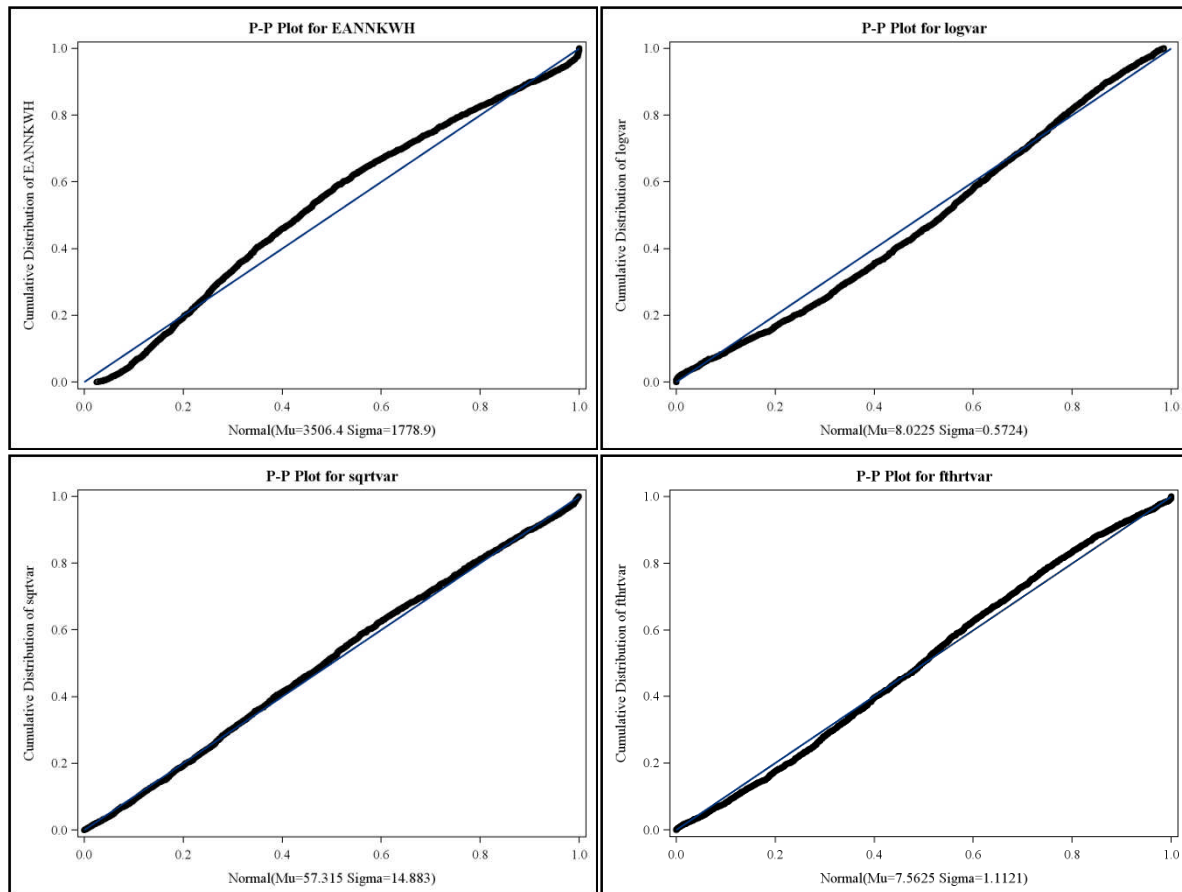 P-P Plot for EANNKWH
Cumulative Distribution of EANNKWH
1.0
0.8
0.6
0.4
0.2
0.0
0.0 0.2 0.4 0.6 0.8 1.0
Normal(Mu=3506.4 Sigma=1778.9)
P-P Plot for logvar
Cumulative Distribution of logvar
1.0
0.8
0.6
0.4
0.2
0.0
0.0 0.2 0.4 0.6 0.8 1.0
Normal(Mu=8.0225 Sigma=0.5724)
P-P Plot for sqrtvar
Cumulative Distribution of sqrtvar
1.0
0.8
0.6
0.4
0.2
0.0
0.0 0.2 0.4 0.6 0.8 1.0
Normal(Mu=57.315 Sigma=14.883)
P-P Plot for fthrtvar
Cumulative Distribution of fthrtvar
1.0
0.8
0.6
0.4
0.2
0.0
0.0 0.2 0.4 0.6 0.8 1.0
Normal(Mu=7.5625 Sigma=1.1121)